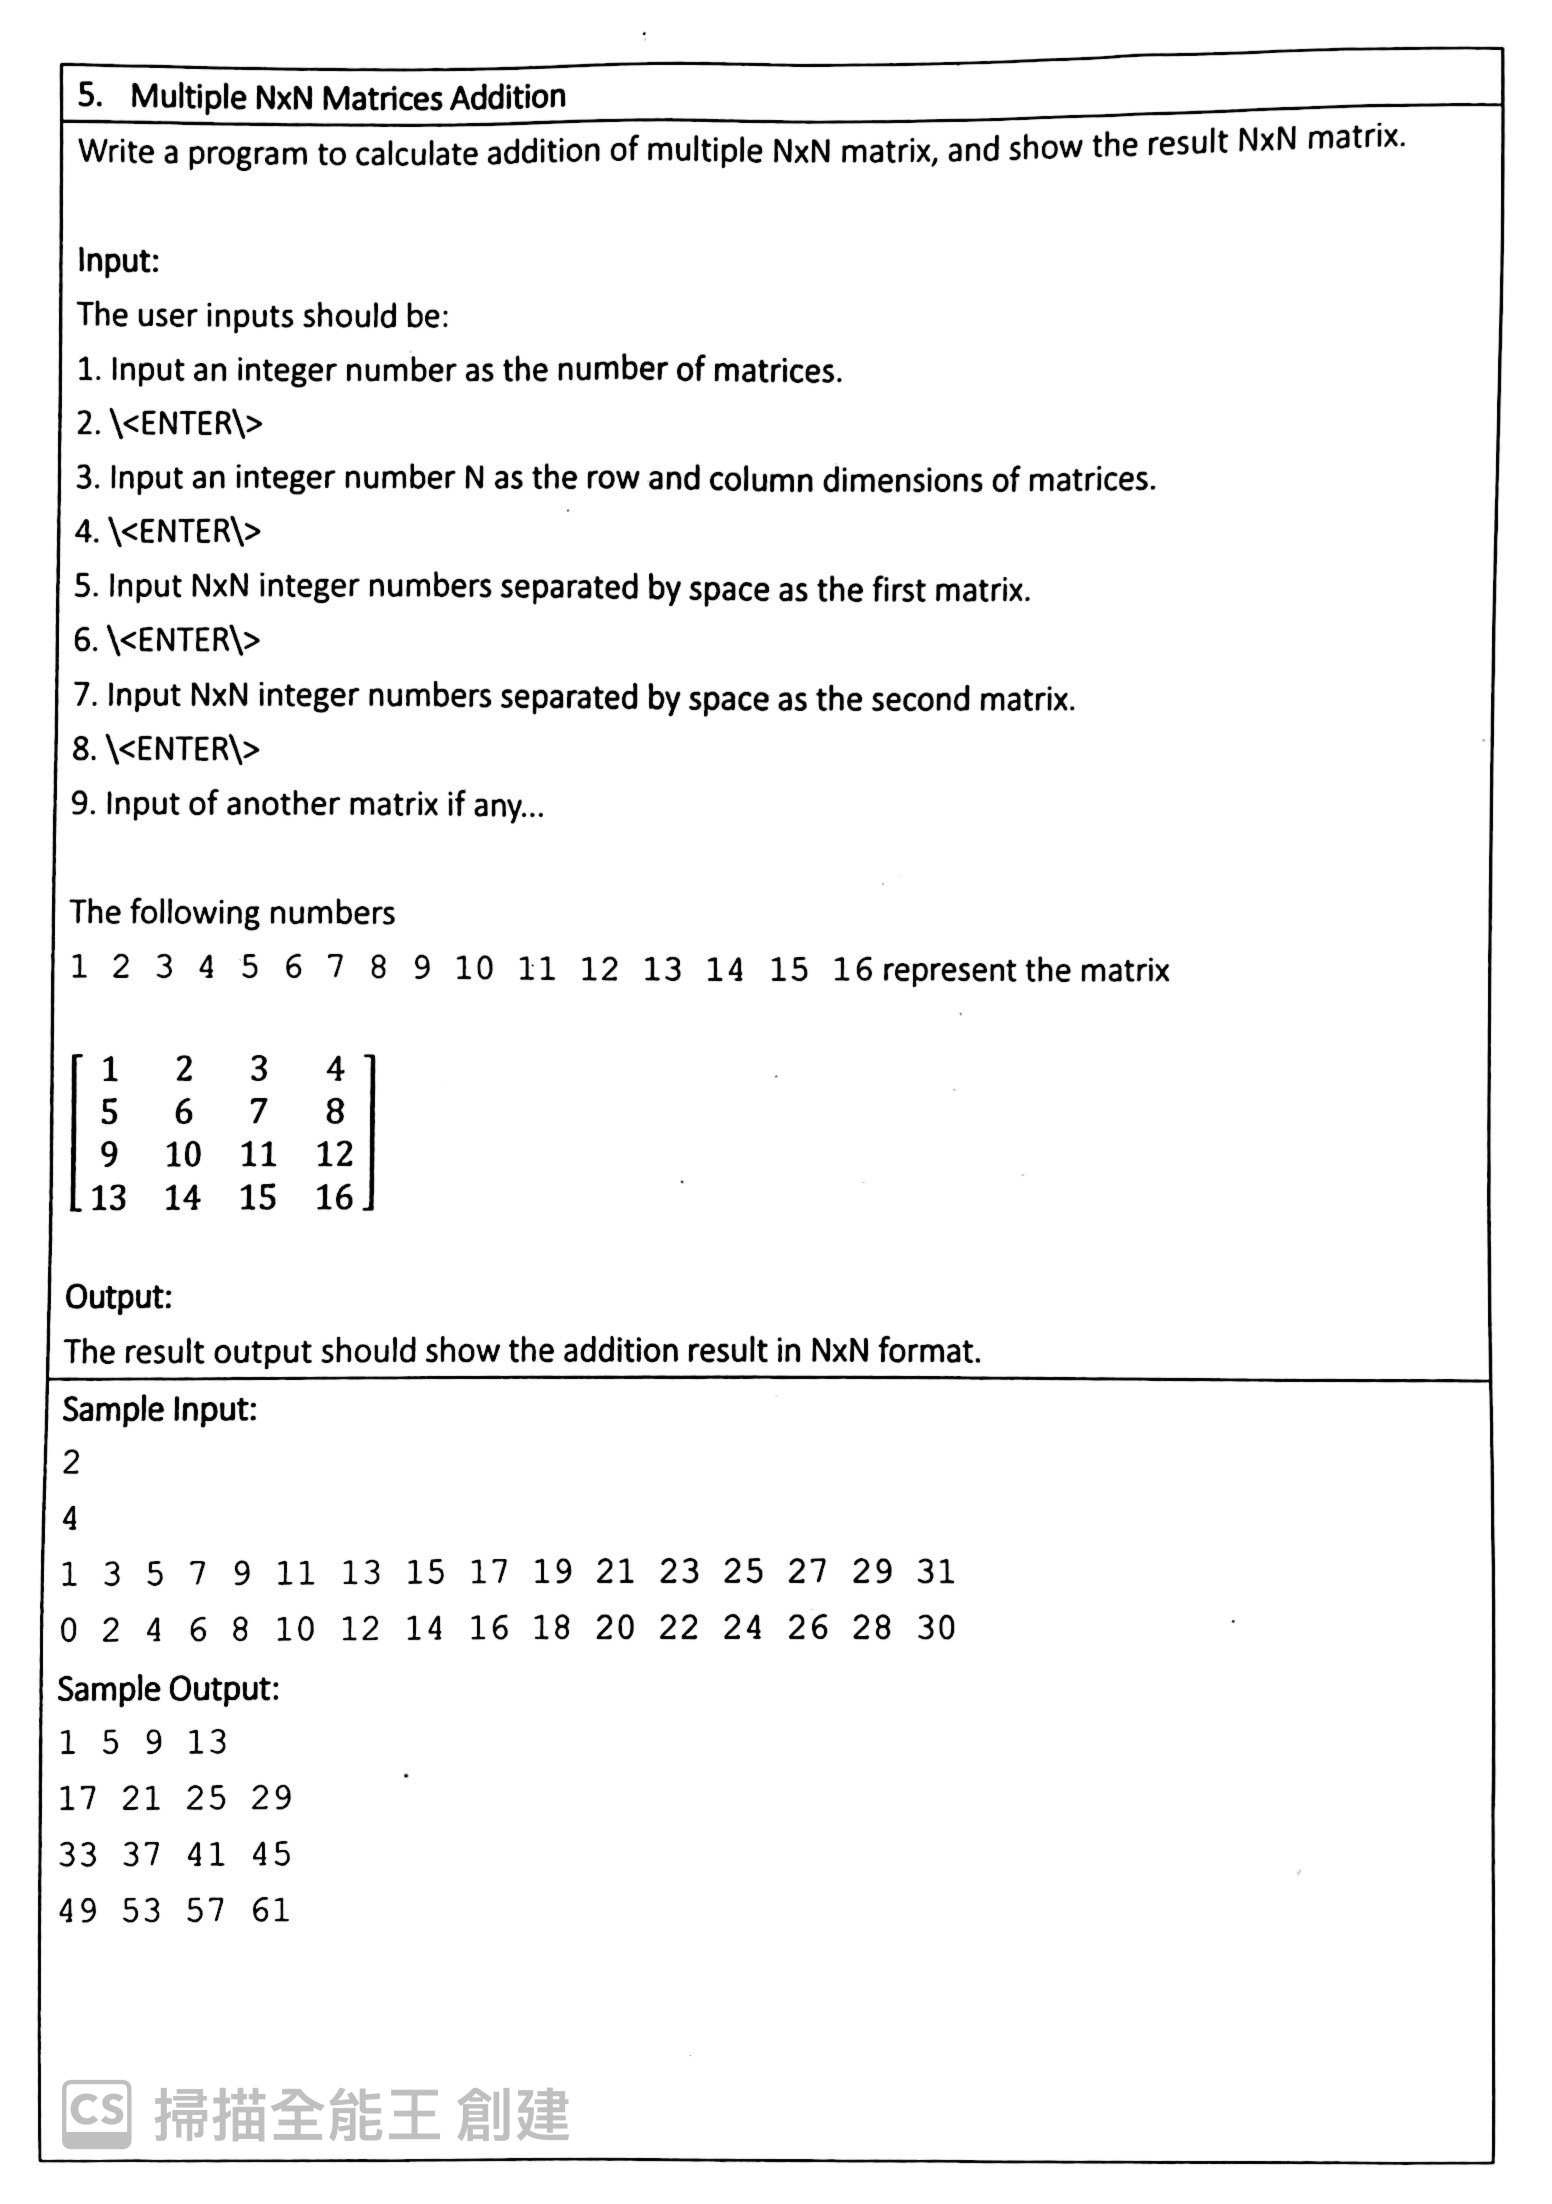 5. Multiple NxN Matrices Addition
Write a program to calculate addition of multiple NxN matrix, and show the result NxN matrix.
Input:
The user inputs should be:
1. Input an integer number as the number of matrices.
2. \<ENTER\>
3. Input an integer number N as the row and column dimensions of matrices.
4. \<ENTER\>
5. Input NxN integer numbers separated by space as the first matrix.
6. \<ENTER\>
7. Input NxN integer numbers separated by space as the second matrix.
8. \<ENTER\>
9. Input of another matrix if any...
The following numbers
1 2 3 4 5 6 7 8 9 10 11 12 13 14 15 16 represent the matrix
1 2 3 4
5 6 7 8
9 10 11 12
13 14 15 16
Output:
The result output should show the addition result in NxN format.
Sample Input:
2
4
1 3 5 7 9 11 13 15 17 19 21 23 25 27 29 31
0 2 4 6 8 10 12 14 16 18 20 22 24 26 28 30
Sample Output:
1 5 9 13
17 21 25 29
33 37 41 45
49 53 57 61
CS 掃描全能王 創建